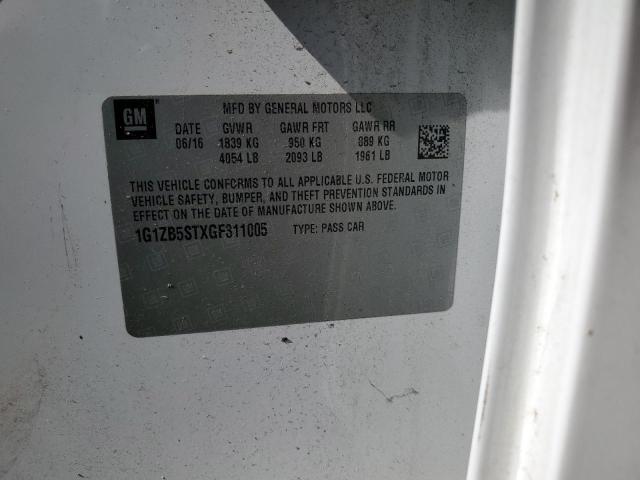 GM ®
MFD BY GENERAL MOTORS LLC
DATE GVWR GAWR FRT GAWR RR
06/16 1839 KG 950 KG 889 KG
4054 LB 2093 LB 1961 LB
THIS VEHICLE CONFORMS TO ALL APPLICABLE U.S. FEDERAL MOTOR
VEHICLE SAFETY, BUMPER, AND THEFT PREVENTION STANDARDS IN
EFFECT ON THE DATE OF MANUFACTURE SHOWN ABOVE.
1G1ZB5STXGF311005 TYPE: PASS CAR